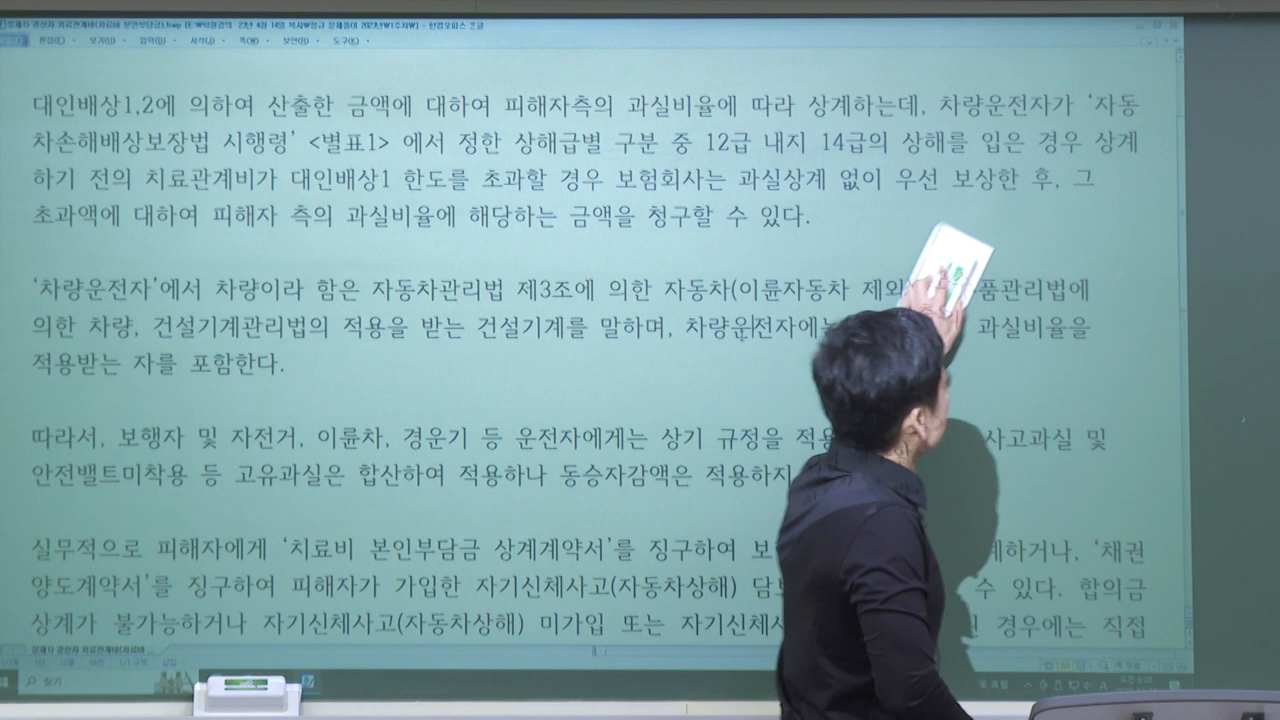 편집(E) 보기(U) 입력(D) 서식(J) 쪽(W) 보안(R) 도구(K)
대인배상1,2에 의하여 산출한 금액에 대하여 피해자측의 과실비율에 따라 상계하는데, 차량운전자가 ‘자동
차손해배상보장법 시행령’ <별표1> 에서 정한 상해급별 구분 중 12급 내지 14급의 상해를 입은 경우 상계
하기 전의 치료관계비가 대인배상1 한도를 초과할 경우 보험회사는 과실상계 없이 우선 보상한 후, 그
초과액에 대하여 피해자 측의 과실비율에 해당하는 금액을 청구할 수 있다.
‘차량운전자’에서 차량이라 함은 자동차관리법 제3조에 의한 자동차(이륜자동차 제외 품관리법에
의한 차량, 건설기계관리법의 적용을 받는 건설기계를 말하며, 차량운전자에는 과실비율을
적용받는 자를 포함한다.
따라서, 보행자 및 자전거, 이륜차, 경운기 등 운전자에게는 상기 규정을 적용 사고과실 및
안전밸트미착용 등 고유과실은 합산하여 적용하나 동승자감액은 적용하지
실무적으로 피해자에게 ‘치료비 본인부담금 상계계약서’를 징구하여 보 계하거나, ‘채권
양도계약서’를 징구하여 피해자가 가입한 자기신체사고(자동차상해) 담보 수 있다. 합의금
상계가 불가능하거나 자기신체사고(자동차상해) 미가입 또는 자기신체사 경우에는 직접
찾기